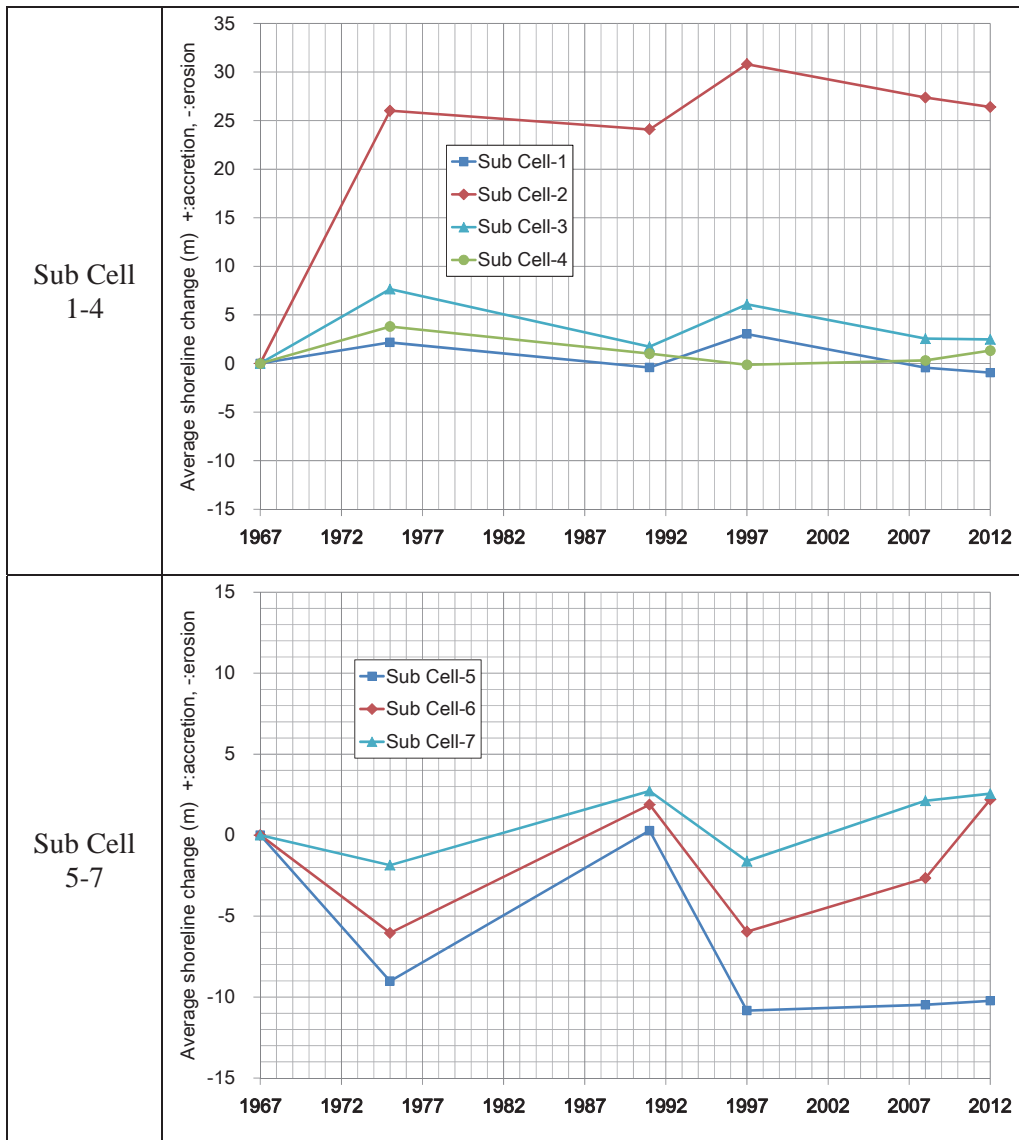 Sub Cell
1-4
Average shoreline change (m) +:accretion, -:erosion
35
30
25
20
15
10
5
0
-5
-10
-15
Sub Cell-1
Sub Cell-2
Sub Cell-3
Sub Cell-4
1967 1972 1977 1982 1987 1992 1997 2002 2007 2012
Sub Cell
5-7
Average shoreline change (m) +:accretion, -:erosion
15
10
5
0
-5
-10
-15
Sub Cell-5
Sub Cell-6
Sub Cell-7
1967 1972 1977 1982 1987 1992 1997 2002 2007 2012